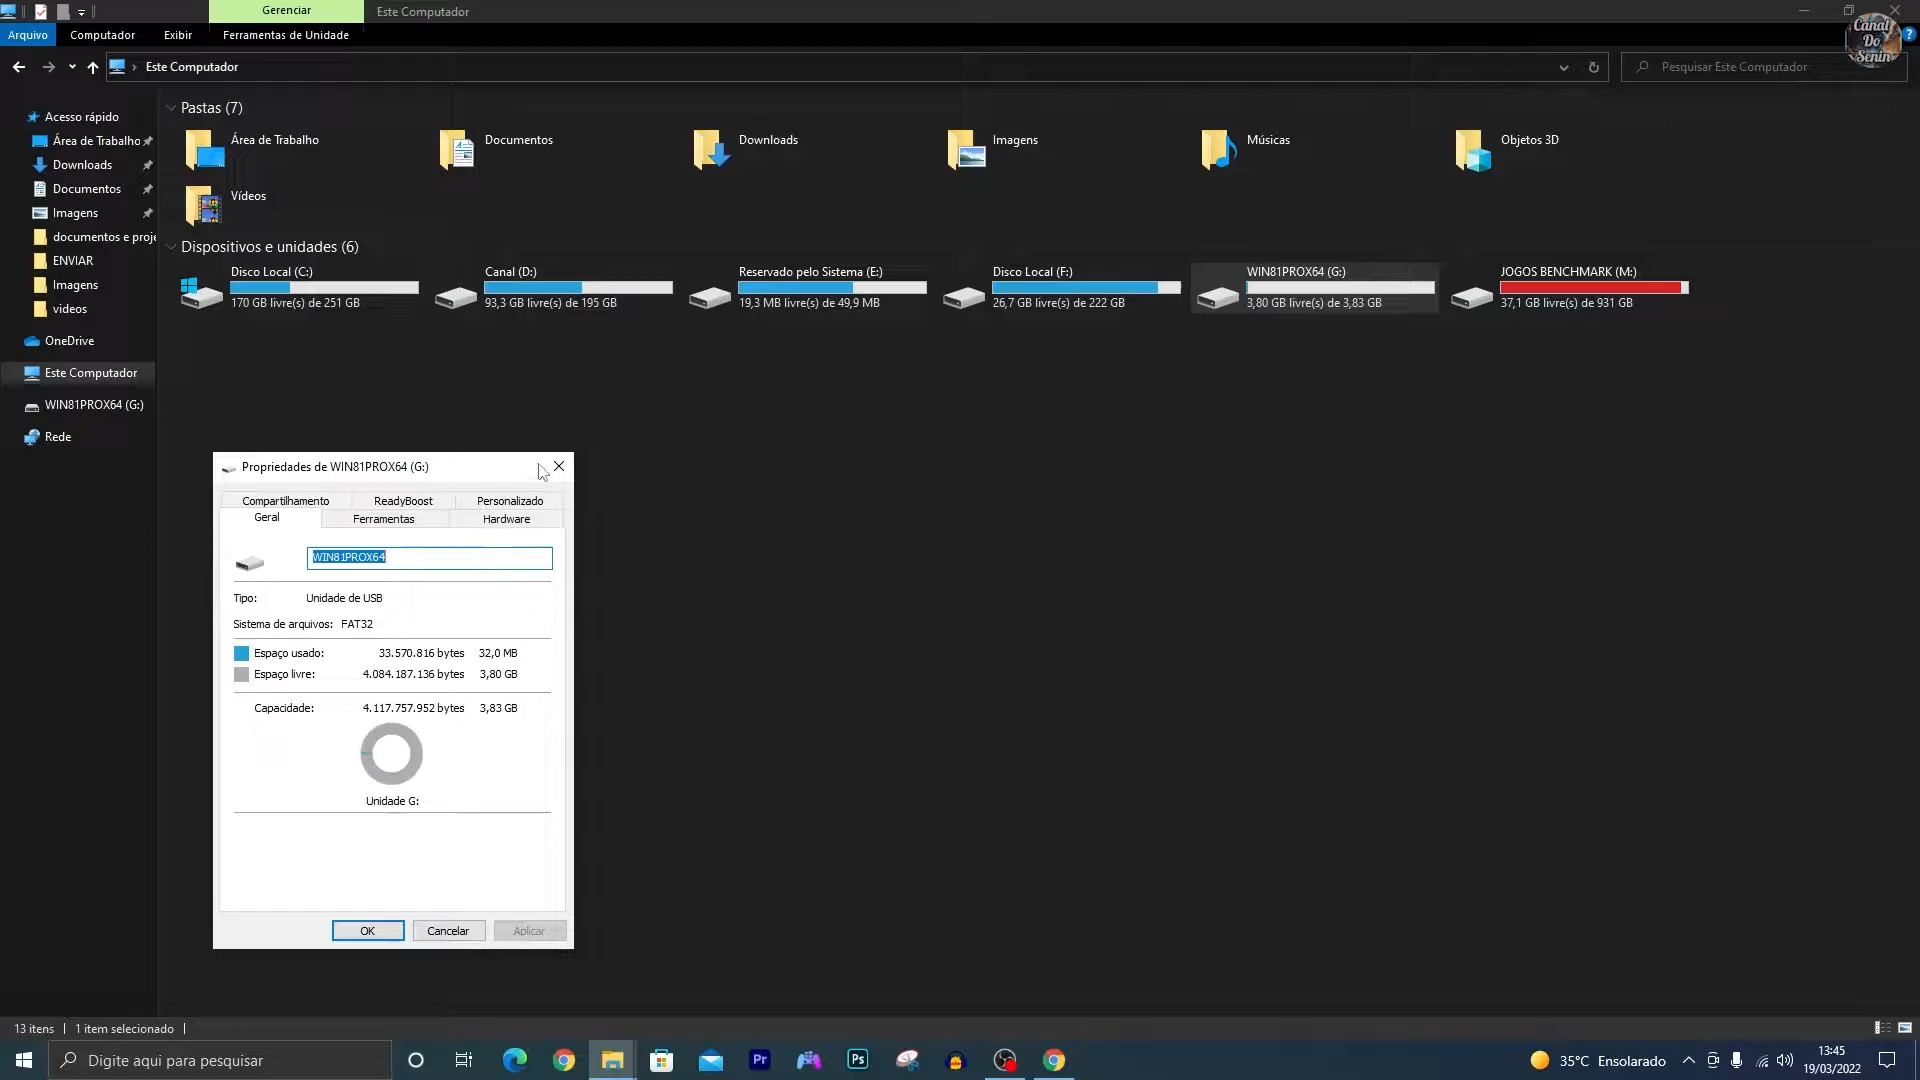 Gerenciar
Este Computador
Arquivo
Computador
Exibir
Ferramentas de Unidade
Canal
Do
Senin
?
Este Computador
Pesquisar Este Computador
Acesso rápido
Área de Trabalho
Downloads
Documentos
Imagens
documentos e proje
ENVIAR
Imagens
videos
OneDrive
Este Computador
WIN81PROX64 (G:)
Rede
Pastas (7)
Área de Trabalho
Documentos
Downloads
Imagens
Músicas
Objetos 3D
Vídeos
Dispositivos e unidades (6)
Disco Local (C:)
170 GB livre(s) de 251 GB
Canal (D:)
93,3 GB livre(s) de 195 GB
Reservado pelo Sistema (E:)
19,3 MB livre(s) de 49,9 MB
Disco Local (F:)
26,7 GB livre(s) de 222 GB
WIN81PROX64 (G:)
3,80 GB livre(s) de 3,83 GB
JOGOS BENCHMARK (M:)
37,1 GB livre(s) de 931 GB
Propriedades de WIN81PROX64 (G:)
Compartilhamento
ReadyBoost
Personalizado
Geral
Ferramentas
Hardware
WIN81PROX64
Tipo: Unidade de USB
Sistema de arquivos: FAT32
Espaço usado: 33.570.816 bytes 32,0 MB
Espaço livre: 4.084.187.136 bytes 3,80 GB
Capacidade: 4.117.757.952 bytes 3,83 GB
Unidade G:
OK
Cancelar
Aplicar
13 itens
1 item selecionado
Digite aqui para pesquisar
Pr
Ps
35°C Ensolarado
13:45
19/03/2022